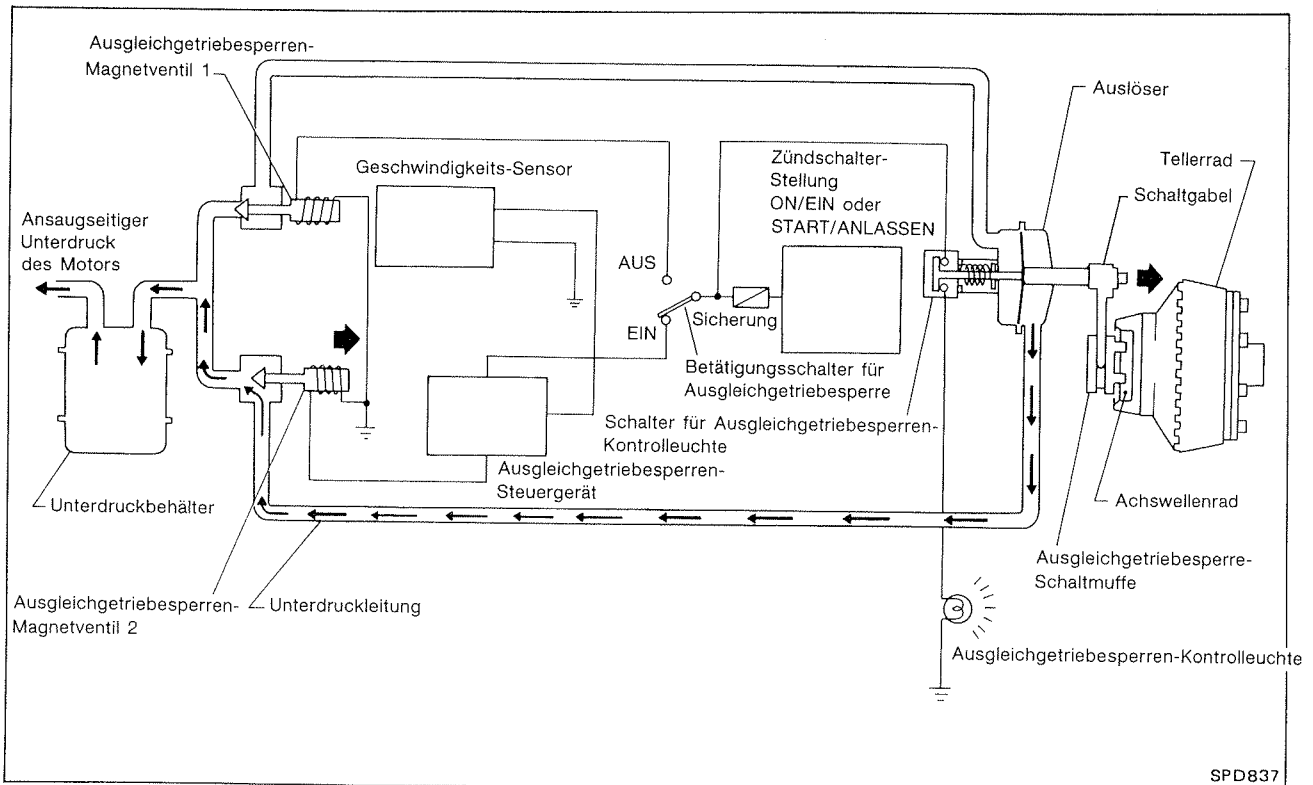 Ausgleichgetriebesperren-
Magnetventil 1
Auslöser
Geschwindigkeits-Sensor
Zündschalter-
Stellung
ON/EIN oder
START/ANLASSEN
Tellerrad
Schaltgabel
Ansaugseitiger
Unterdruck
des Motors
AUS
EIN
Sicherung
Betätigungsschalter für
Ausgleichgetriebesperre
Schalter für Ausgleichgetriebesperren-
Kontrolleuchte
Ausgleichgetriebesperren-
Steuergerät
Unterdruckbehälter
Achswellenrad
Ausgleichgetriebesperre-
Schaltmuffe
Ausgleichgetriebesperren-
Magnetventil 2
Unterdruckleitung
Ausgleichgetriebesperren-Kontrolleuchte
SPD837